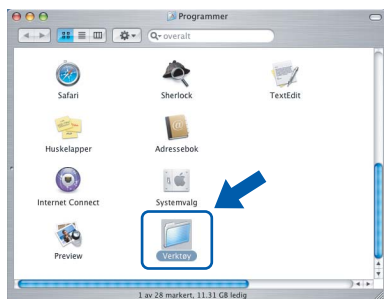 Programmer
overalt
Safari
Sherlock
TextEdit
Huskelapper
Adressebok
Internet Connect
Systemvalg
Preview
Verktøy
1 av 28 markert, 11.31 GB ledig